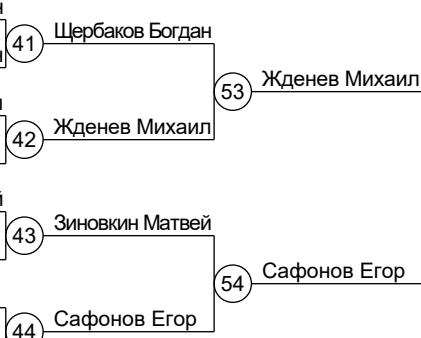 41 Щербаков Богдан
53 Жденев Михаил
42 Жденев Михаил
43 Зиновкин Матвей
54 Сафонов Егор
44 Сафонов Егор